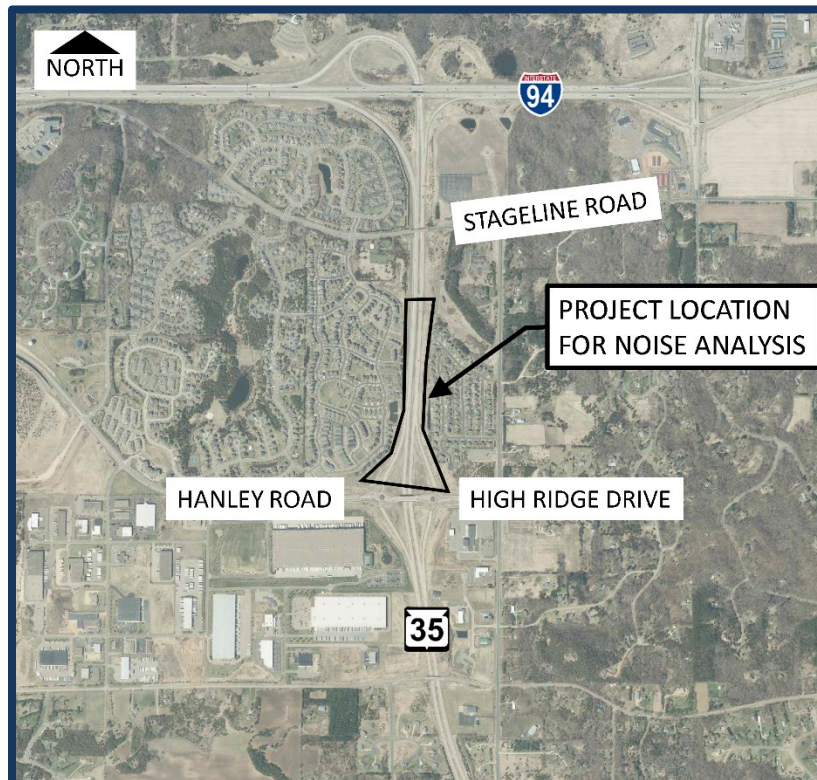 NORTH
INTERSTATE
94
STAGELINE ROAD
PROJECT LOCATION
FOR NOISE ANALYSIS
HANLEY ROAD
HIGH RIDGE DRIVE
35